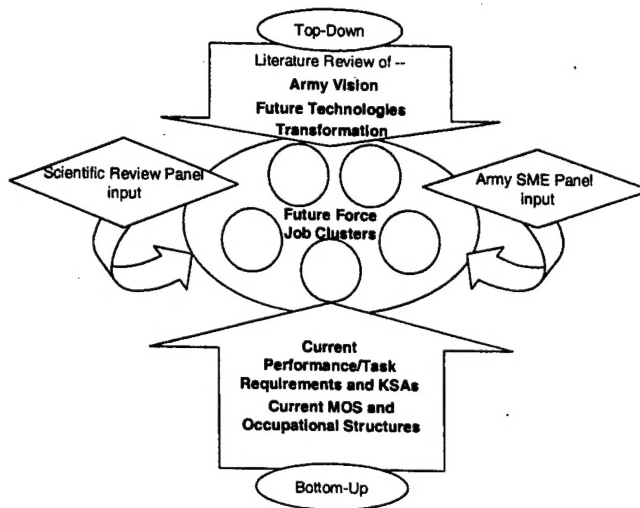 Top-Down
Literature Review of --
Army Vision
Future Technologies
Transformation
Scientific Review Panel
input
Army SME Panel
input
Future Force
Job Clusters
Current
Performance/Task
Requirements and KSAs
Current MOS and
Occupational Structures
Bottom-Up